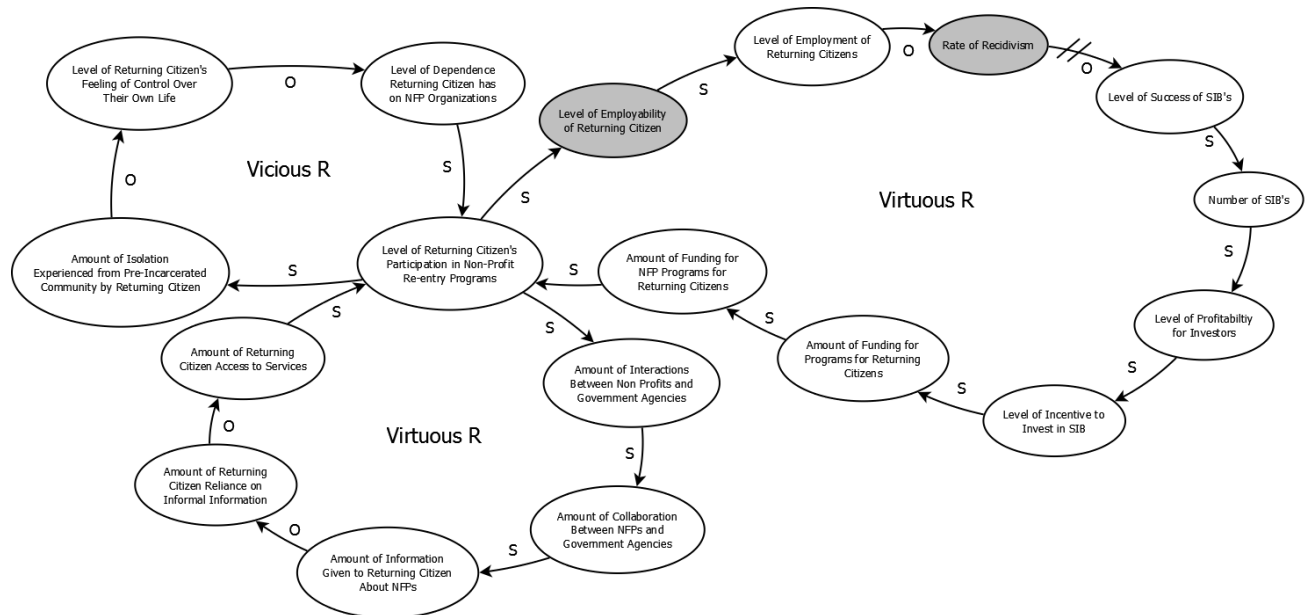 Level of Returning Citizen's
Feeling of Control Over
Their Own Life
O
Level of Dependence
Returning Citizen has
on NFP Organizations
S
Vicious R
O
Amount of Isolation
Experienced from Pre-Incarcerated
Community by Returning Citizen
S
Level of Returning Citizen's
Participation in Non-Profit
Re-entry Programs
S
Level of Employability
of Returning Citizen
S
Level of Employment of
Returning Citizens
O
Rate of Recidivism
O
Level of Success of SIB's
S
Number of SIB's
S
Level of Profitabiltiy
for Investors
S
Level of Incentive to
Invest in SIB
S
Amount of Funding for
Programs for Returning
Citizens
S
Amount of Funding for
NFP Programs for
Returning Citizens
S
Virtuous R
S
Amount of Interactions
Between Non Profits and
Government Agencies
S
Amount of Collaboration
Between NFPs and
Government Agencies
S
Amount of Information
Given to Returning Citizen
About NFPs
O
Amount of Returning
Citizen Reliance on
Informal Information
O
Amount of Returning
Citizen Access to Services
S
Virtuous R